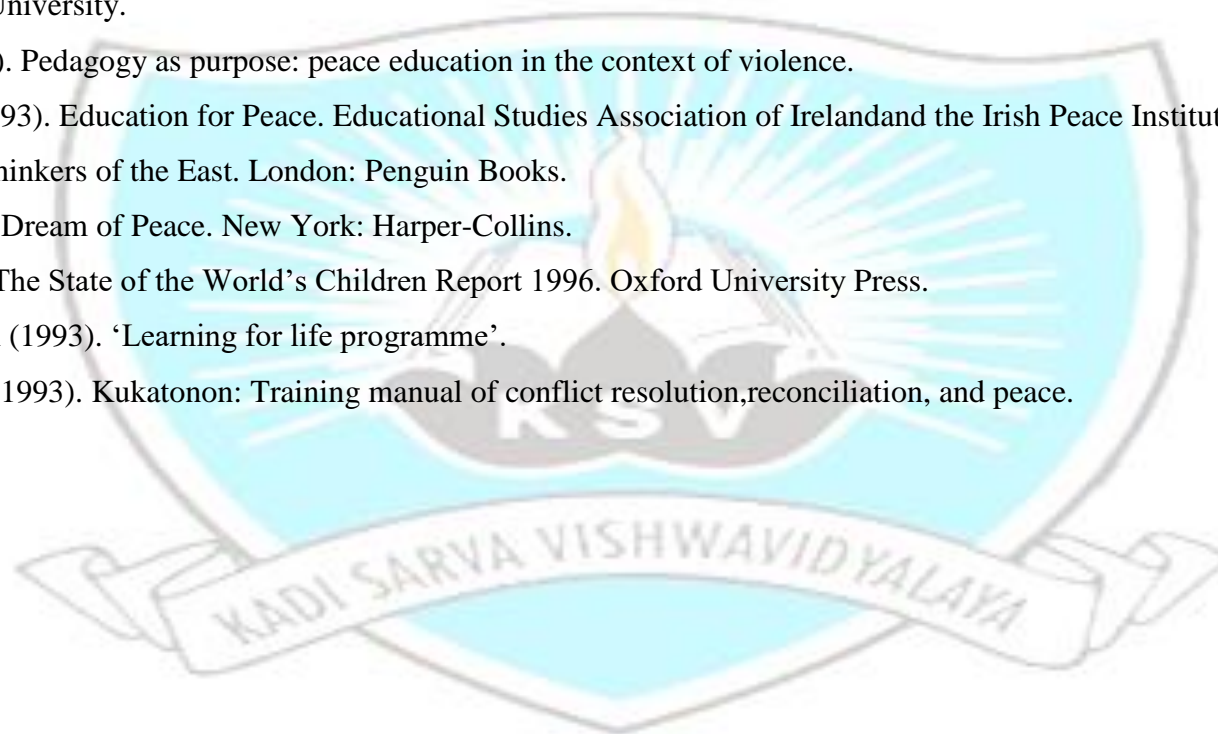 University.
). Pedagogy as purpose: peace education in the context of violence.
93). Education for Peace. Educational Studies Association of Irelandand the Irish Peace Institut
hinkers of the East. London: Penguin Books.
Dream of Peace. New York: Harper-Collins.
The State of the World’s Children Report 1996. Oxford University Press.
(1993). ‘Learning for life programme’.
1993). Kukatonon: Training manual of conflict resolution,reconciliation, and peace.
KSV
KADI SARVA VISHWAVIDYALAYA